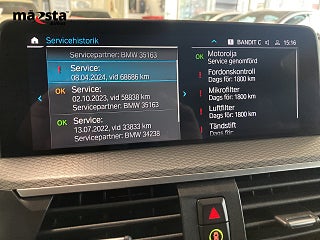 maesta
Servicehistorik
BANDIT C
15:16
Servicepartner: BMW 35163
Service:
08.04.2024, vid 68686 km
OK Service:
02.10.2023, vid 58838 km
Servicepartner: BMW 35163
OK Service:
13.07.2022, vid 33833 km
Servicepartner: BMW 34238
OK Motorolja
Service genomförd
! Fordonskontroll
Dags för: 1800 km
! Mikrofilter
Dags för: 1800 km
! Luftfilter
Dags för: 1800 km
! Tändstift